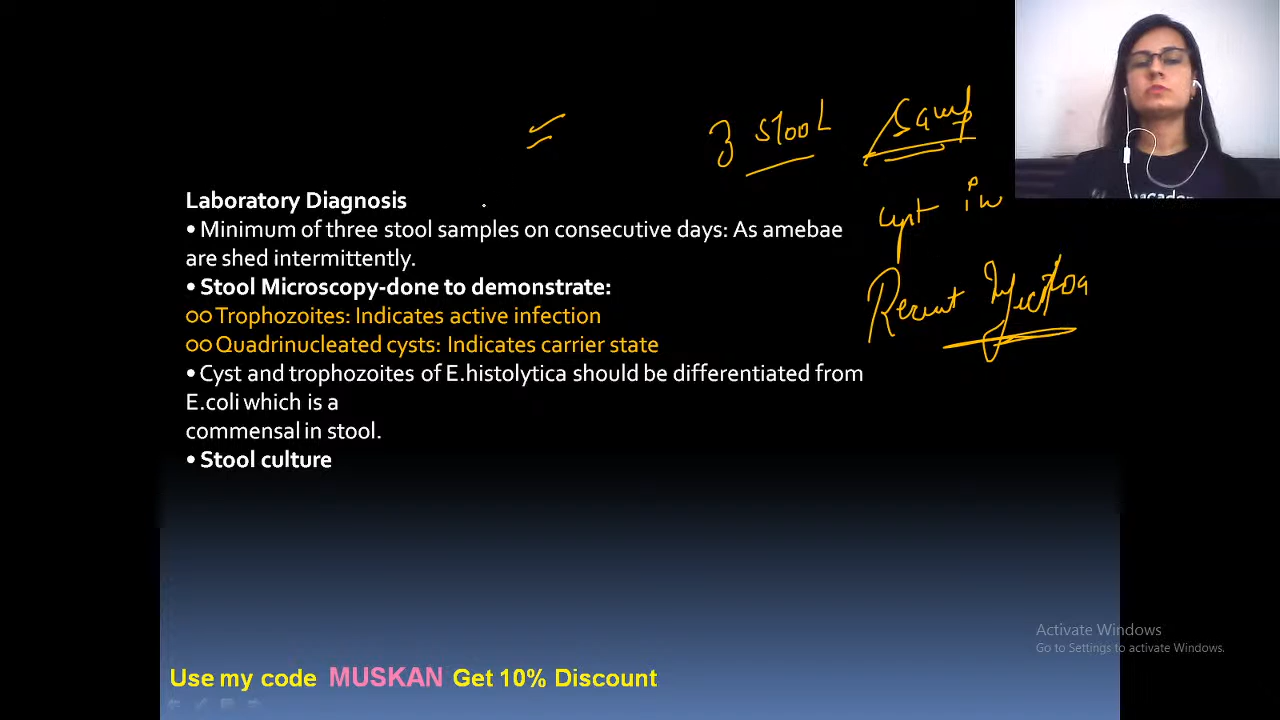 3 stool samp
cyst in
Recent Infection
Laboratory Diagnosis
• Minimum of three stool samples on consecutive days: As amebae
are shed intermittently.
• Stool Microscopy-done to demonstrate:
oo Trophozoites: Indicates active infection
oo Quadrinucleated cysts: Indicates carrier state
• Cyst and trophozoites of E.histolytica should be differentiated from
E.coli which is a
commensal in stool.
• Stool culture
Activate Windows
Go to Settings to activate Windows.
Use my code MUSKAN Get 10% Discount